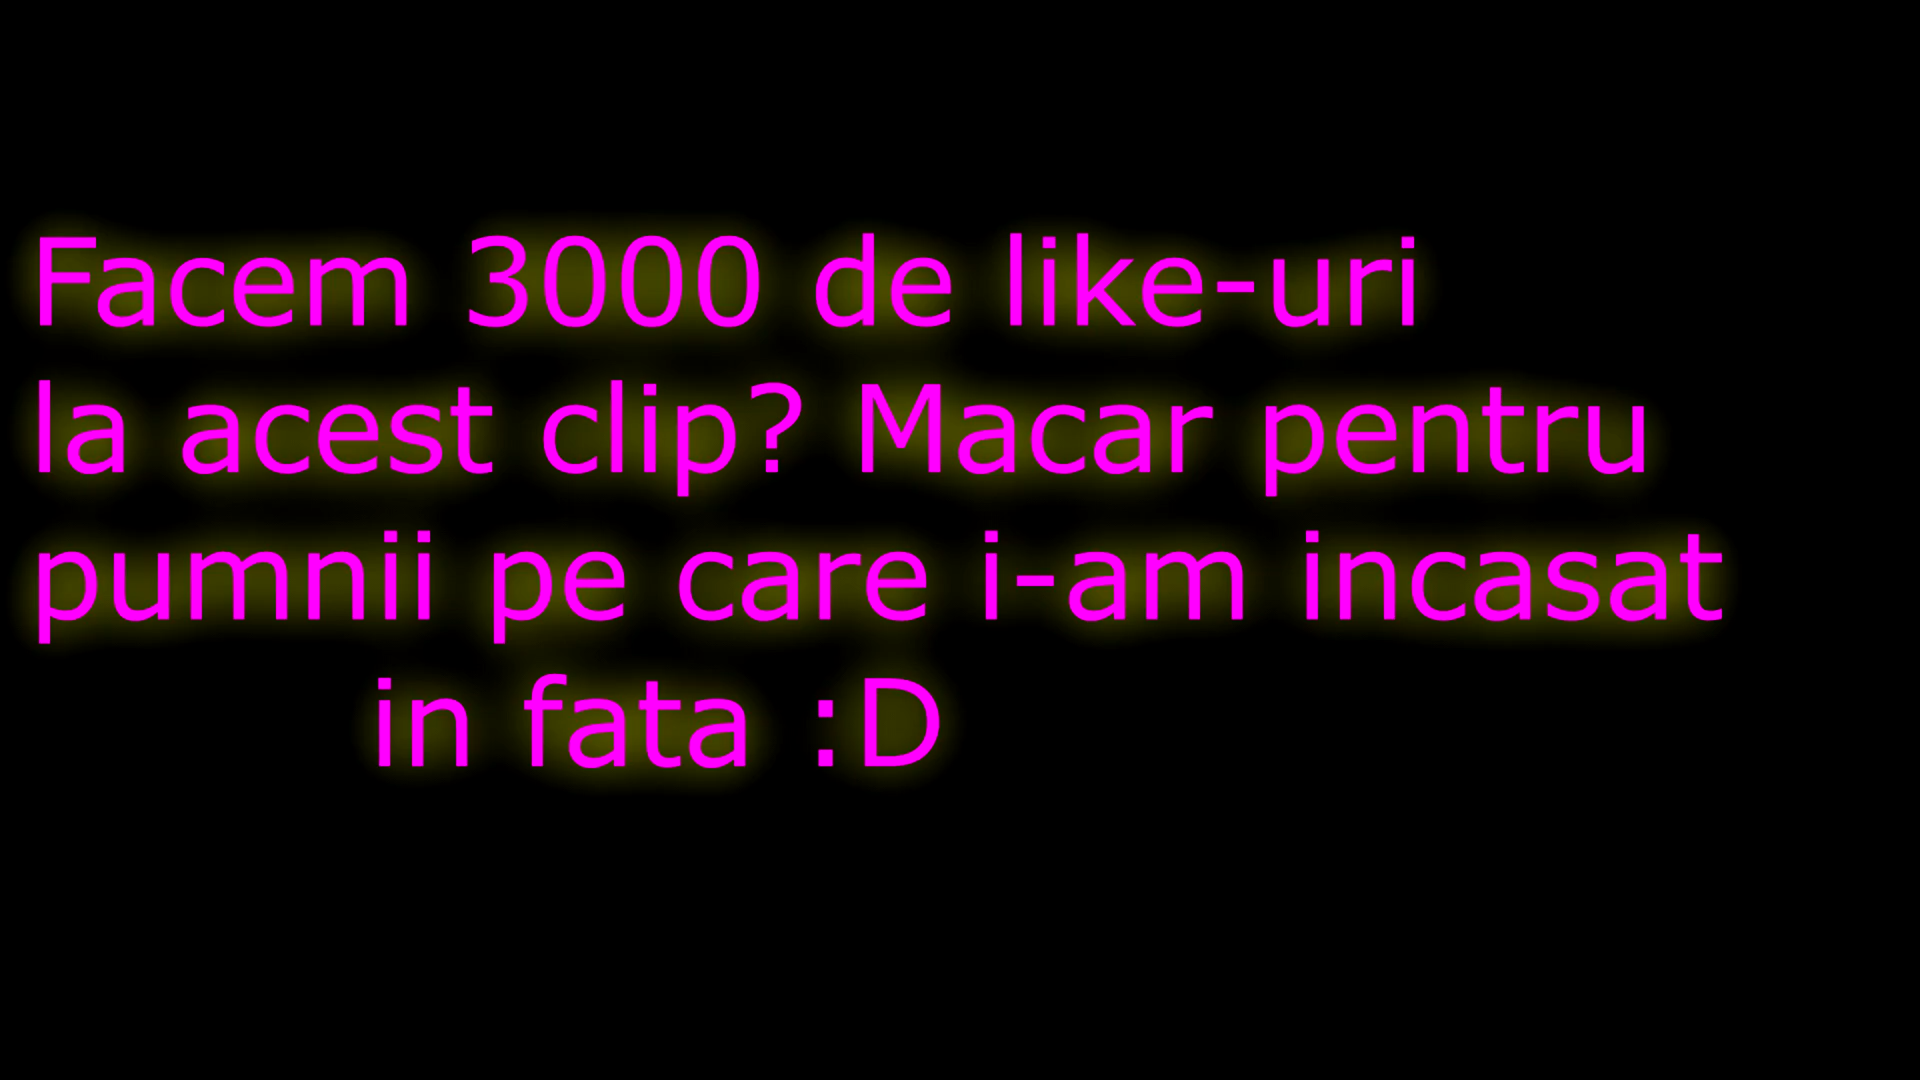 Facem 3000 de like-uri
la acest clip? Macar pentru
pumnii pe care i-am incasat
in fata :D